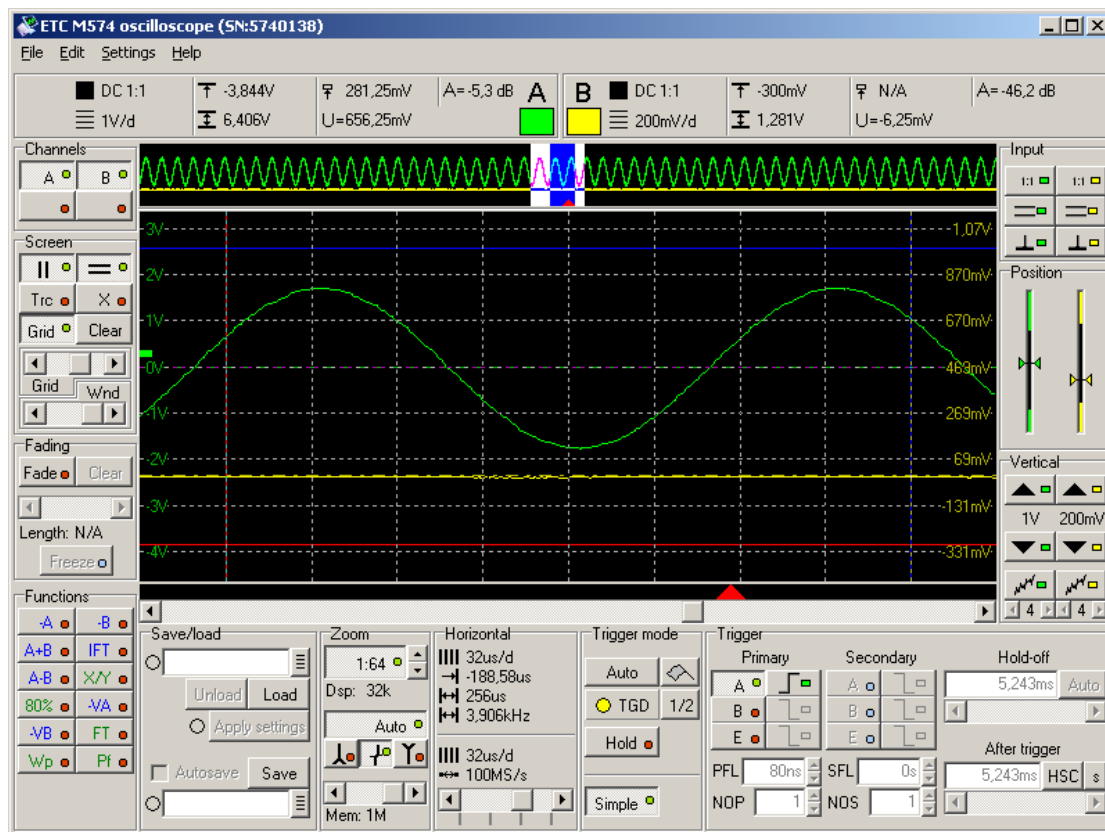 ETC M574 oscilloscope (SN:5740138)
File Edit Settings Help
DC 1:1 -3,844V 281,25mV A=-5,3 dB A B DC 1:1 -300mV N/A A=-46,2 dB
1V/d 6,406V U=656,25mV 200mV/d 1,281V U=-6,25mV
Channels
A B
Screen
Trc X
Grid Clear
Grid Wnd
Fading
Fade Clear
Length: N/A
Freeze
Functions
-A -B
A+B IFT
A-B X/Y
80% -VA
-VB FT
Wp Pf
3V 1,07V
2V 870mV
1V 670mV
0V 469mV
-1V 269mV
-2V 69mV
-3V -131mV
-4V -331mV
Input
1:1 1:1
Position
Vertical
1V 200mV
4 4
Save/load
Unload Load
Apply settings
Autosave Save
Zoom
1:64
Dsp: 32k
Auto
Mem: 1M
Horizontal
32us/d
-188,58us
256us
3,906kHz
32us/d
100MS/s
Trigger mode
Auto
TGD 1/2
Hold
Simple
Trigger
Primary Secondary Hold-off
A A 5,243ms Auto
B B
E E After trigger
PFL 80ns SFL 0s 5,243ms HSC s
NOP 1 NOS 1